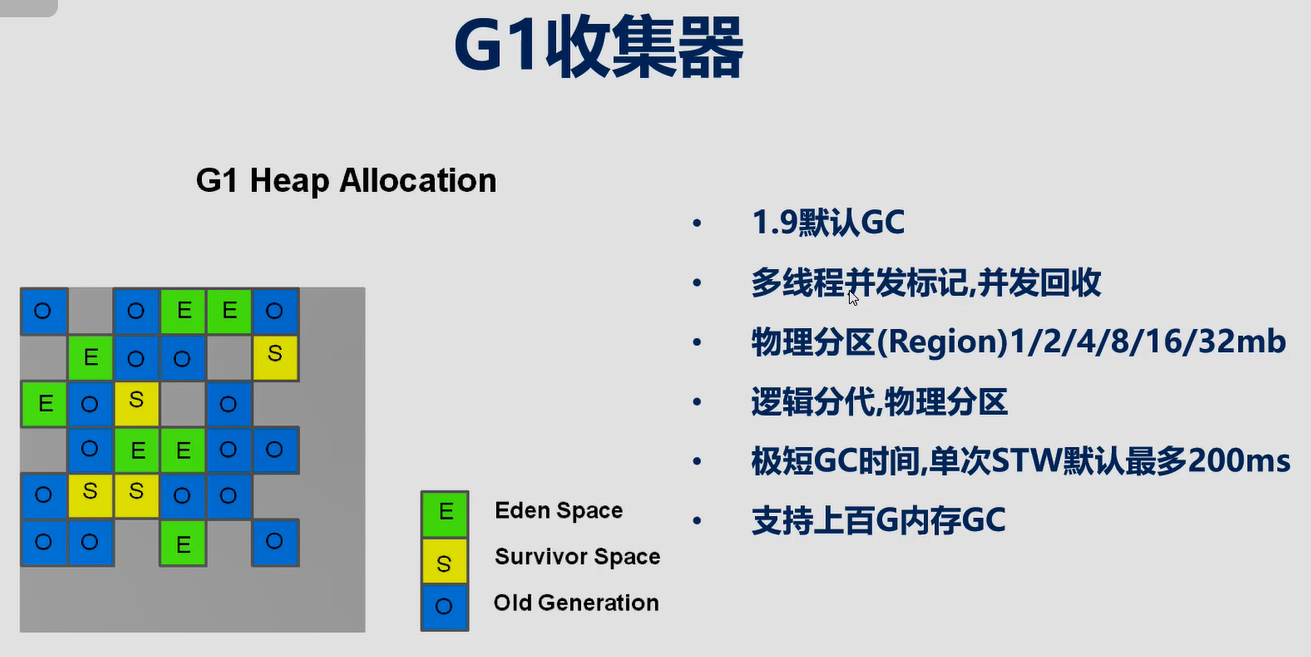 G1收集器
G1 Heap Allocation
O O E E O
E O O S
E O S O
O E E O O
O S S O O
O O E O
E Eden Space
S Survivor Space
O Old Generation
• 1.9默认GC
• 多线程并发标记,并发回收
• 物理分区(Region)1/2/4/8/16/32mb
• 逻辑分代,物理分区
• 极短GC时间,单次STW默认最多200ms
• 支持上百G内存GC